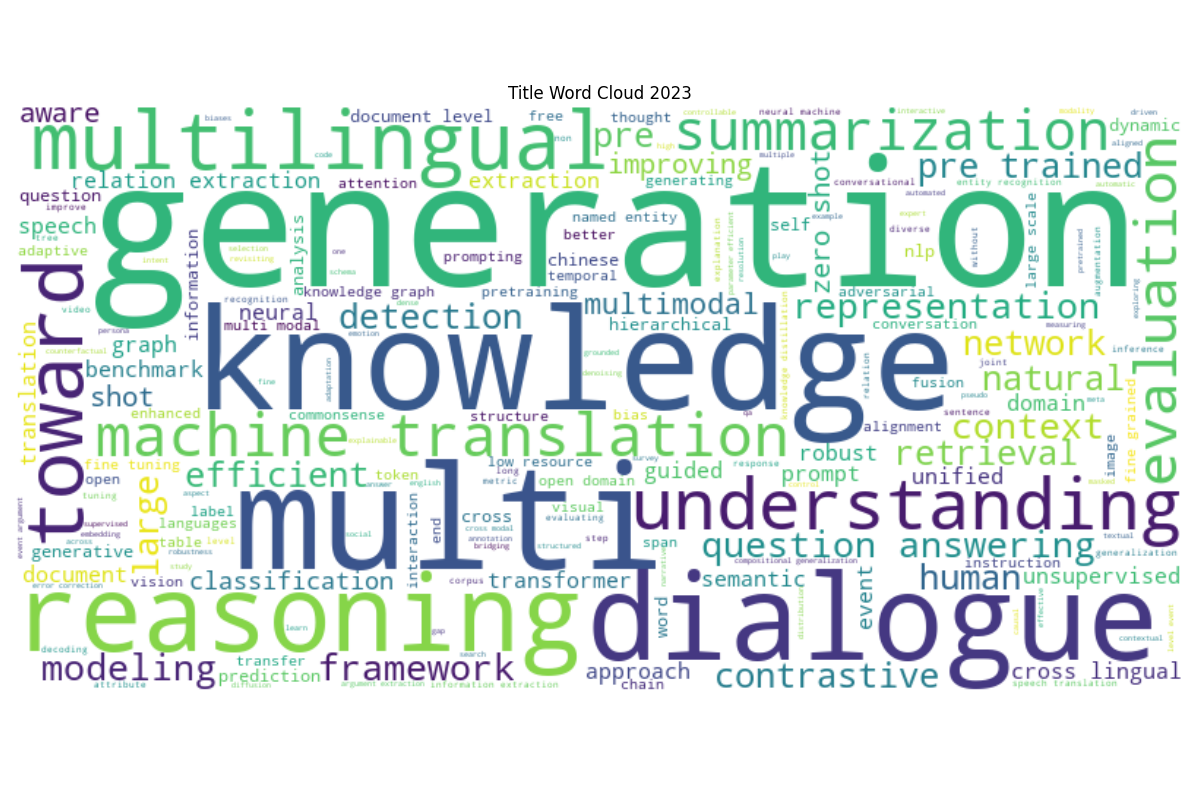 Title Word Cloud 2023
aware
document level
free
thought
controllable
neural machine
interactive
modality
driven
multilingual
biases
non
pre
summarization
dynamic
high
multiple
aligned
code
improving
pre trained
relation extraction
attention
extraction
generating
zero shot
conversational
entity recognition
automatic
question
improve
automated
evaluation
generation
speech
tree
adaptive
named entity
better
self
example
expert
diverse
nlp
without
large scale
pretrained
augmentation
explanation
parameter efficient
resolution
analysis
information
selection
revisiting
one
prompting
chinese
temporal
play
intent
schema
toward
knowledge graph
pretraining
adversarial
exploring
video
recognition
neural
dense
multimodal
representation
persona
multi modal
detection
hierarchical
conversation
measuring
translation
graph
counterfactual
knowledge
grounded
denoising
knowledge distillation
relation
network
inference
joint
benchmark
fine
adaptation
fusion
natural
shot
pseudo
meta
domain
fine grained
enhanced
commonsense
structure
bias
qa
sentence
alignment
context
machine translation
explainable
robust
retrieval
image
fine tuning
low resource
survey
long
metric
guided
response
open
efficient
token
open domain
prompt
unified
masked
tuning
aspect
answer
english
control
large
label
multi
visual
understanding
event argument
supervised
embedding
languages
social
interaction
end
cross
cross modal
annotation
bridging
evaluating
step
structured
textual
across
table
level
span
question answering
generalization
generative
robustness
study
narrative
compositional generalization
instruction
document
vision
classification
corpus
transformer
semantic
event
human
unsupervised
error correction
reasoning
word
distribution
dialogue
causal
effective
level event
learn
gap
contextual
decoding
search
modeling
transfer
prediction
framework
approach
chain
contrastive
cross lingual
attribute
diffusion
argument extraction
information extraction
speech translation